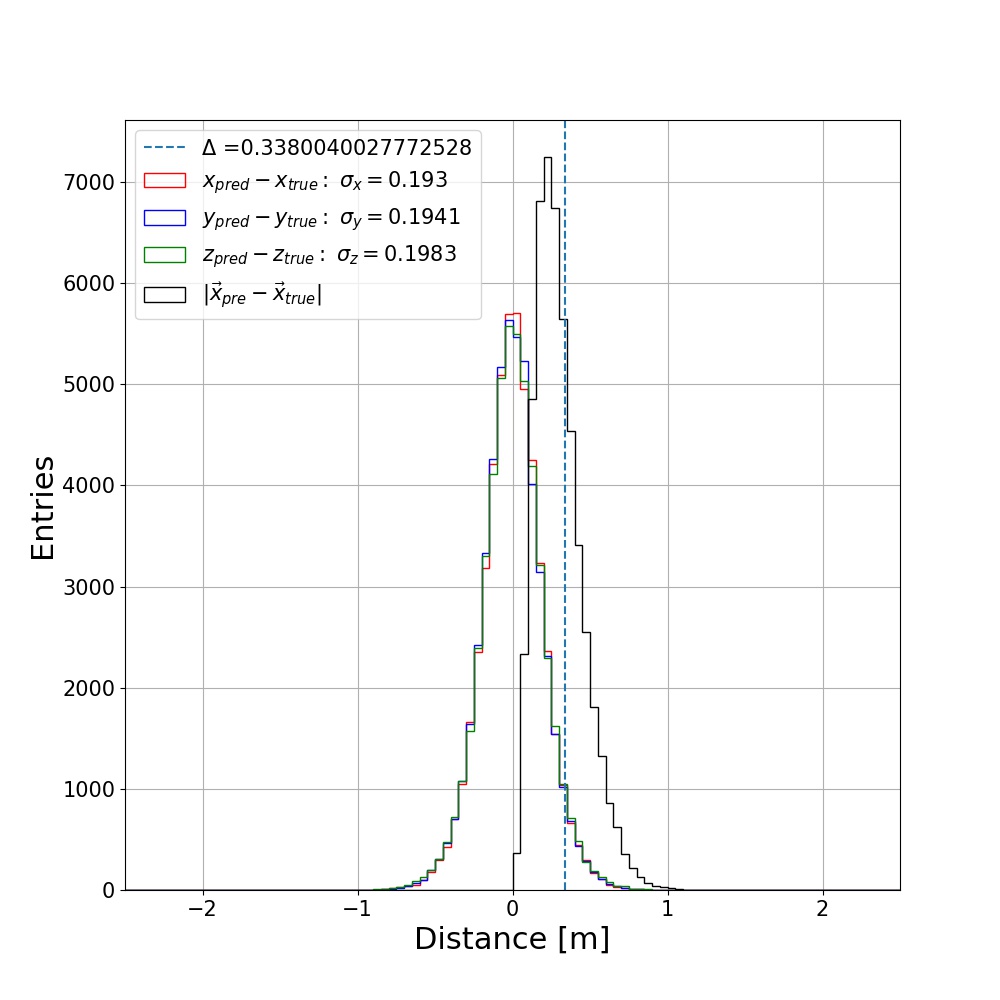 Δ =0.3380040027772528
x_pred − x_true : σ_x = 0.193
y_pred − y_true : σ_y = 0.1941
z_pred − z_true : σ_z = 0.1983
|x⃗_pre − x⃗_true|
7000
6000
5000
4000
3000
2000
1000
0
Entries
−2 −1 0 1 2
Distance [m]